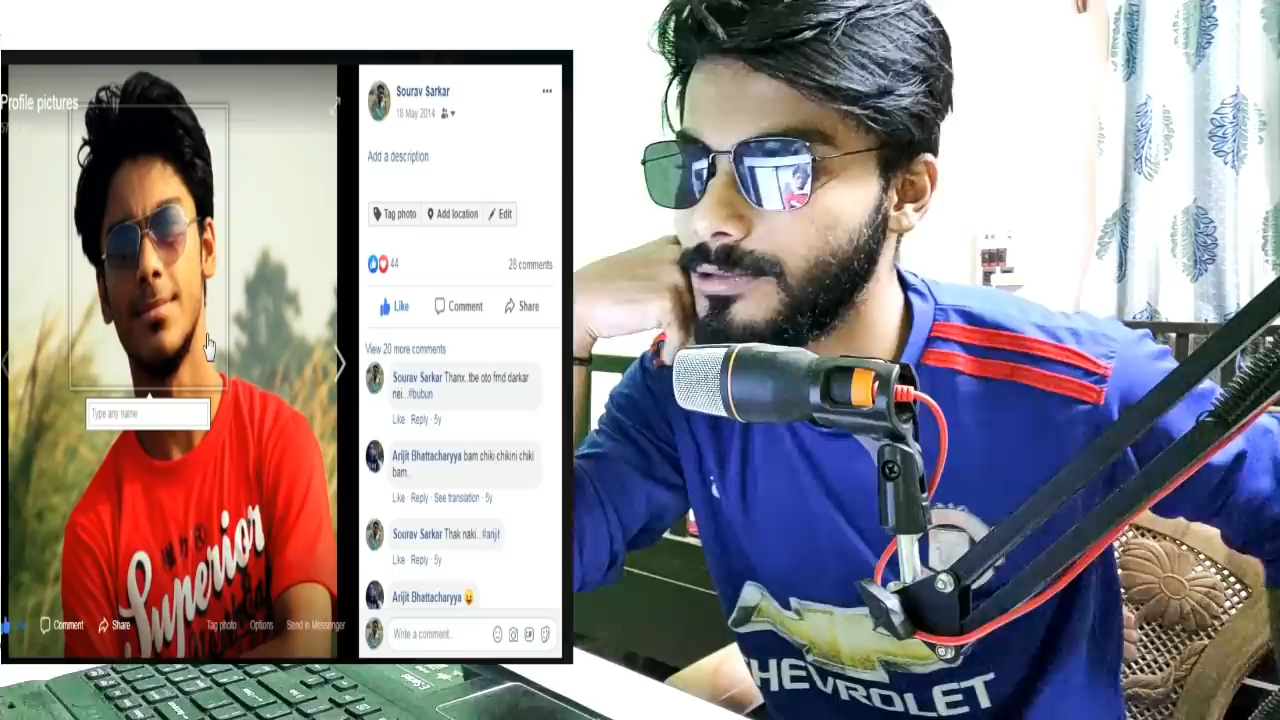 Profile pictures
Sourav Sarkar
18 May 2014
Add a description
Tag photo Add location Edit
44 28 comments
Like Comment Share
View 20 more comments
Sourav Sarkar Thanx..tbe oto fmd darkar
nei...#bubun
Like · Reply · 5y
Arijit Bhattacharyya bam chiki chikini chiki
bam..
Like · Reply · See translation · 5y
Sourav Sarkar Thak naki...#arijit
Like · Reply · 5y
Arijit Bhattacharyya
Write a comment..
Type any name
Superior
Comment Share Tag photo Options Send in Messenger
CHEVROLET